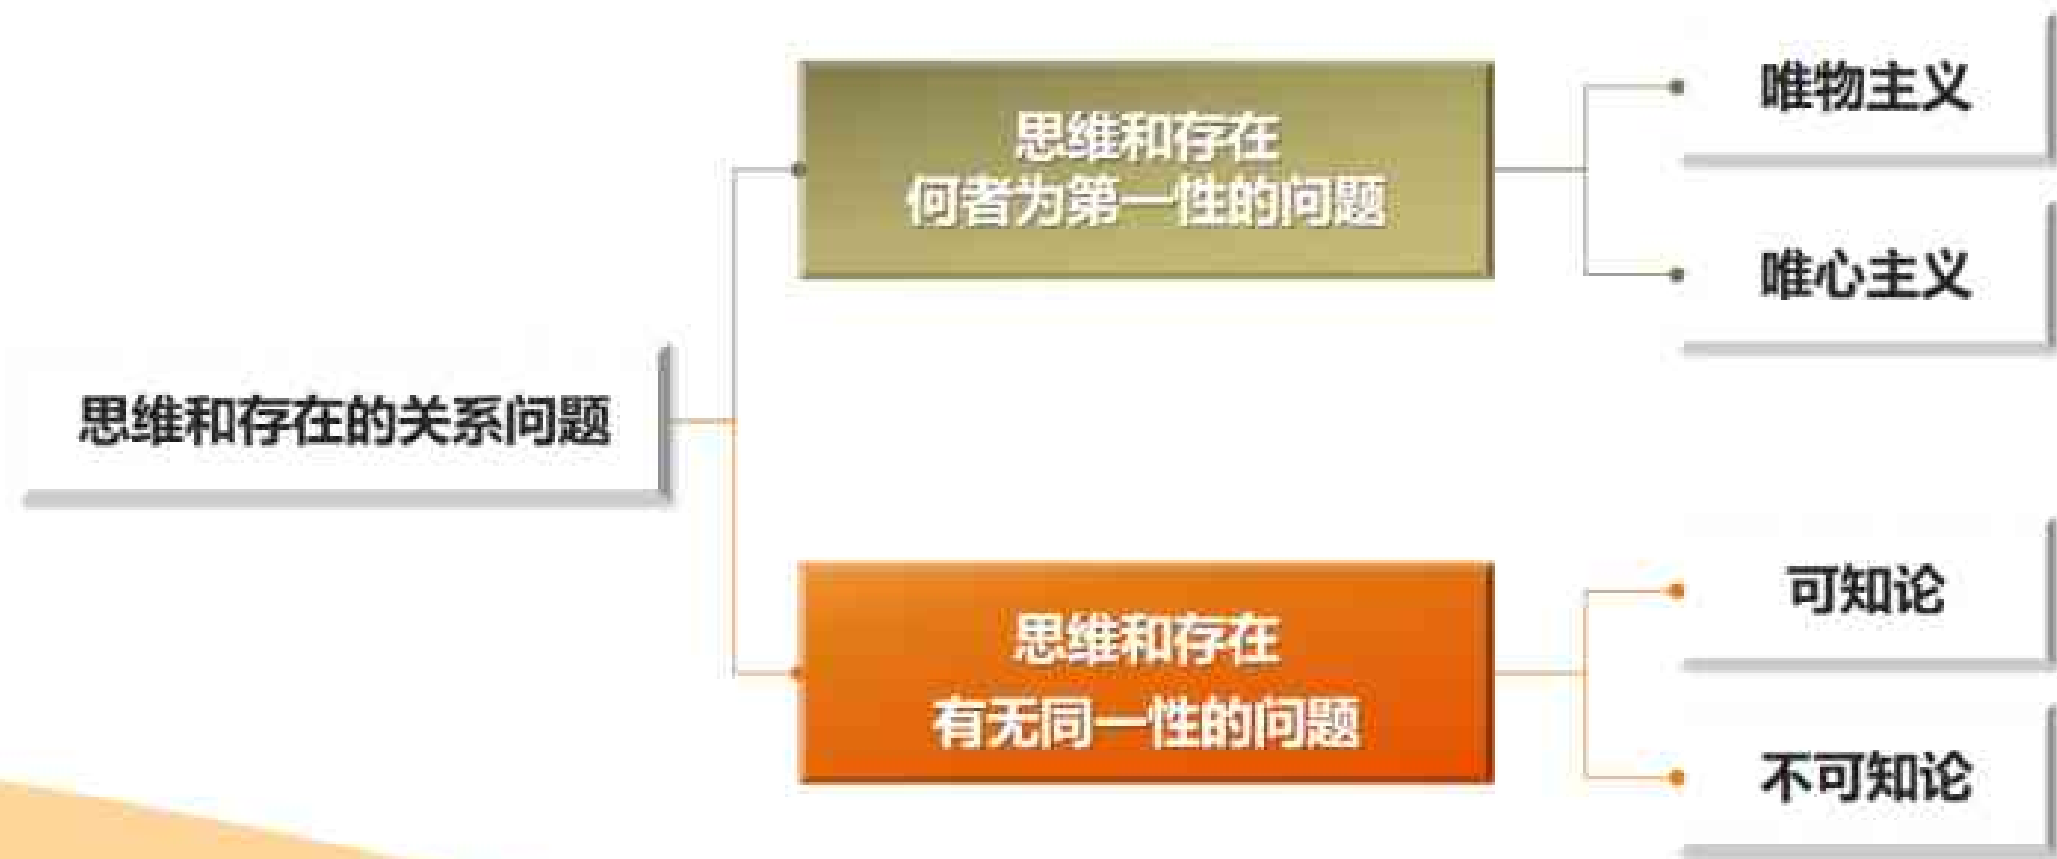 思维和存在的关系问题
思维和存在
何者为第一性的问题
唯物主义
唯心主义
思维和存在
有无同一性的问题
可知论
不可知论